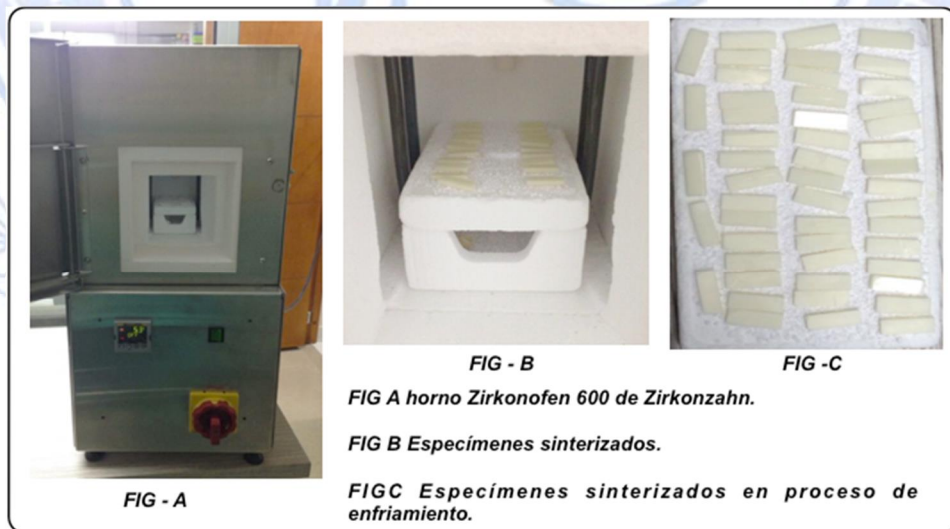 FIG - B
FIG -C
FIG A horno Zirkonofen 600 de Zirkonzahn.
FIG B Especímenes sinterizados.
FIG - A
FIGC Especímenes sinterizados en proceso de
enfriamiento.